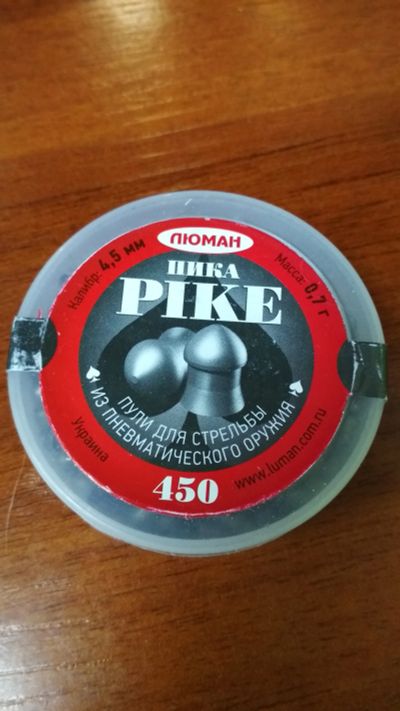 ЛЮМАН
Калибр: 4,5 мм
Масса: 0,7 г
ПИКА
PIKE
ПУЛИ ДЛЯ СТРЕЛЬБЫ
ИЗ ПНЕВМАТИЧЕСКОГО ОРУЖИЯ
Украина
450
www.luman.com.ru